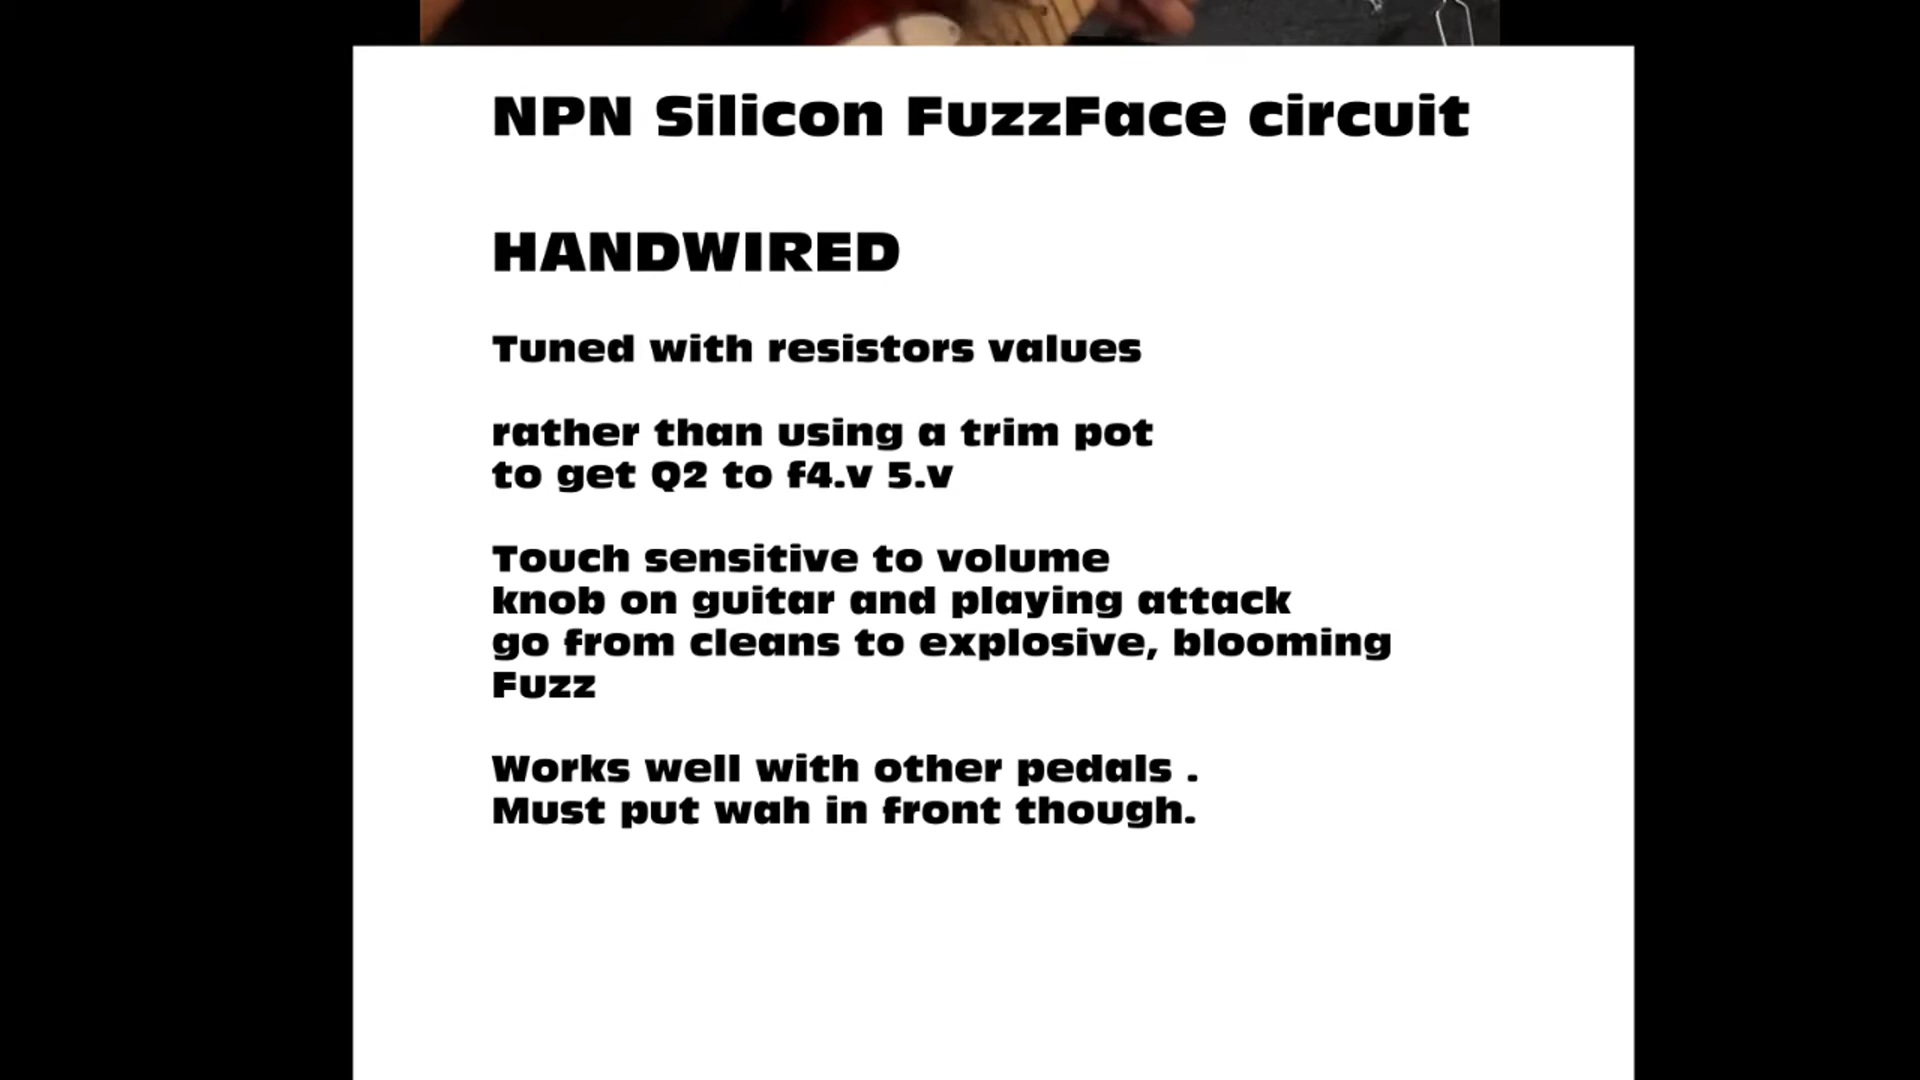 NPN Silicon FuzzFace circuit
HANDWIRED
Tuned with resistors values
rather than using a trim pot
to get Q2 to f4.v 5.v
Touch sensitive to volume
knob on guitar and playing attack
go from cleans to explosive, blooming
Fuzz
Works well with other pedals .
Must put wah in front though.